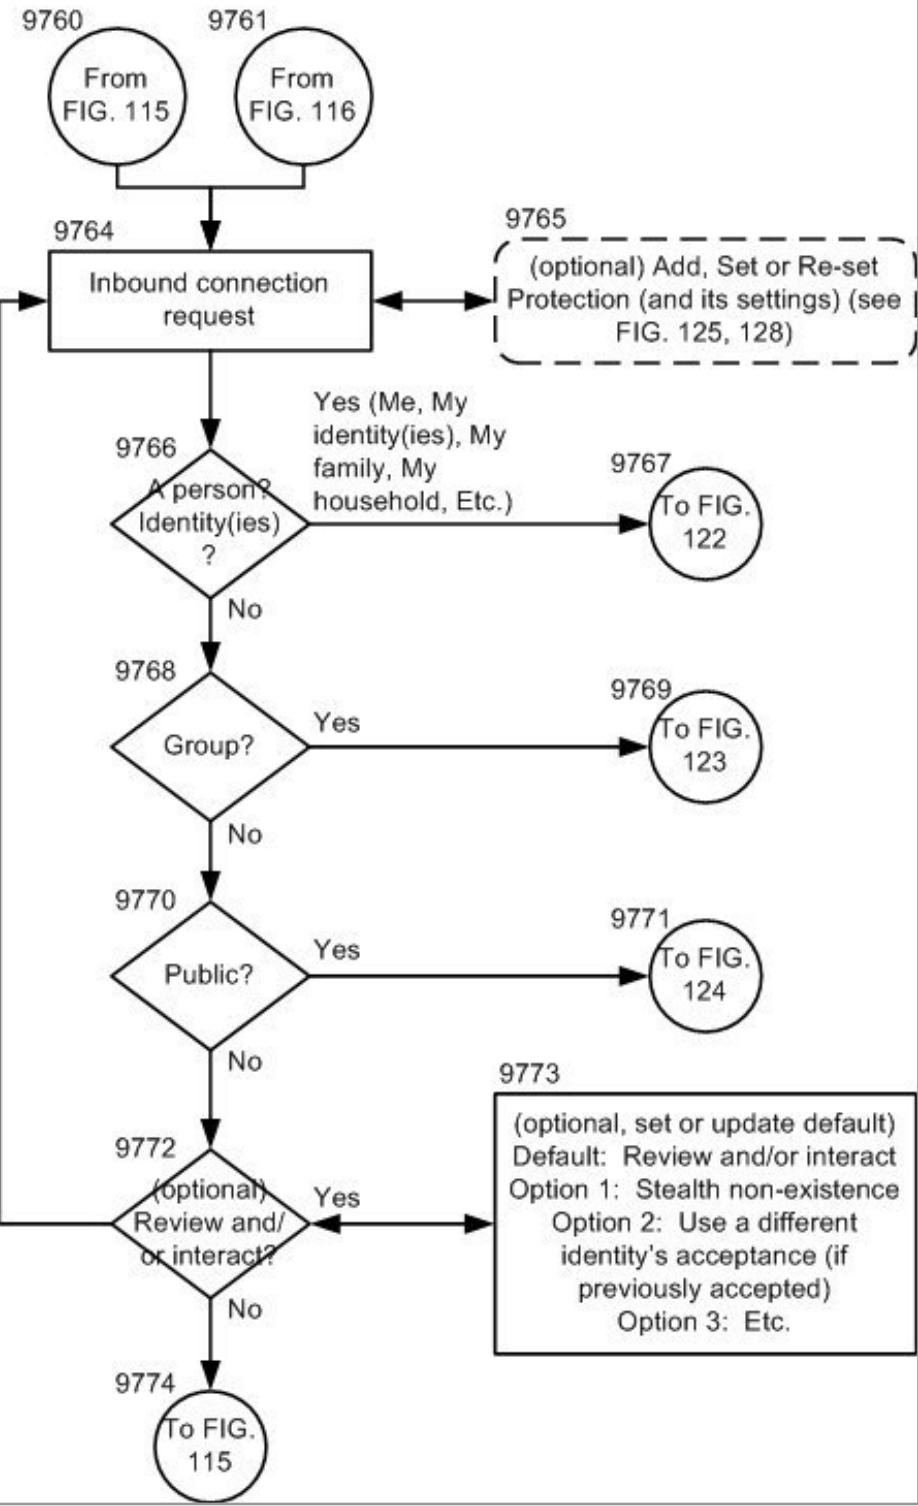 9760
9761
From
FIG. 115
From
FIG. 116
9764
Inbound connection
request
9765
(optional) Add, Set or Re-set
Protection (and its settings) (see
FIG. 125, 128)
9766
A person?
Identity(ies)
?
Yes (Me, My
identity(ies), My
family, My
household, Etc.)
9767
To FIG.
122
No
9768
Group?
Yes
9769
To FIG.
123
No
9770
Public?
Yes
9771
To FIG.
124
No
9772
(optional)
Review and/
or interact?
Yes
9773
(optional, set or update default)
Default:  Review and/or interact
Option 1:  Stealth non-existence
Option 2:  Use a different
identity's acceptance (if
previously accepted)
Option 3:  Etc.
No
9774
To FIG.
115